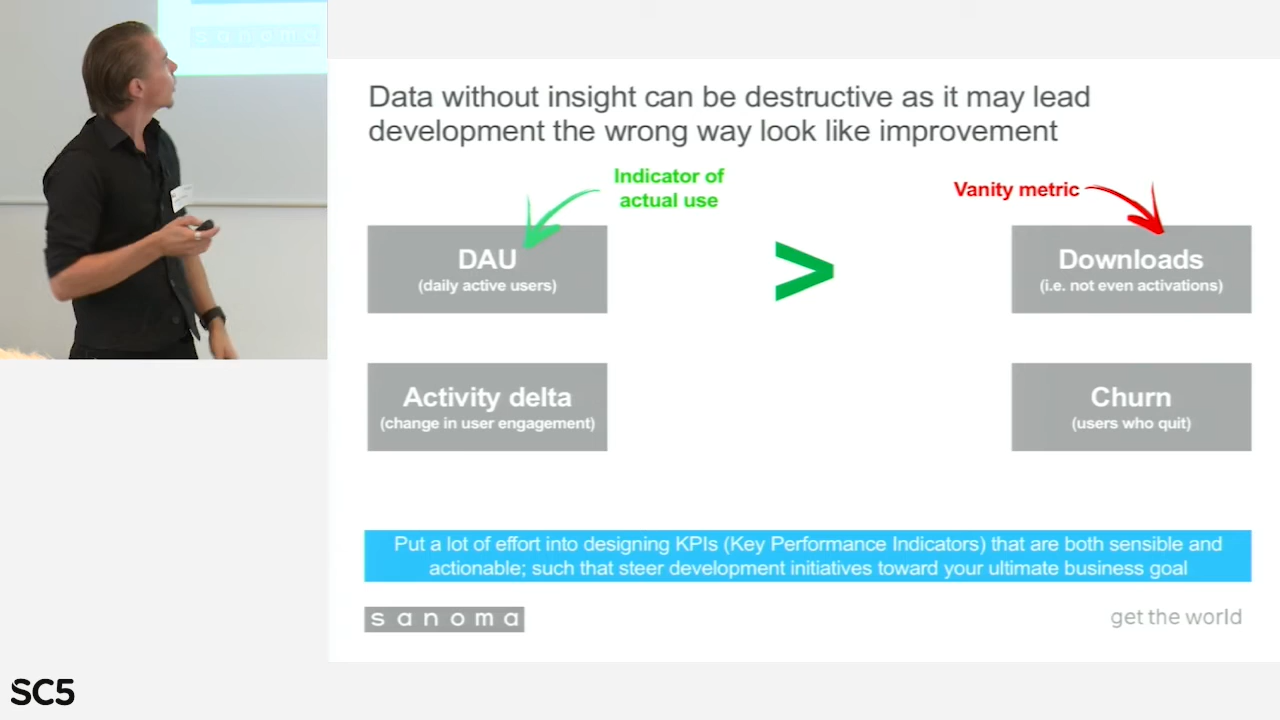 sanoma
Data without insight can be destructive as it may lead
development the wrong way look like improvement
Indicator of
actual use
Vanity metric
DAU
(daily active users)
>
Downloads
(i.e. not even activations)
Activity delta
(change in user engagement)
Churn
(users who quit)
Put a lot of effort into designing KPIs (Key Performance Indicators) that are both sensible and
actionable; such that steer development initiatives toward your ultimate business goal
sanoma
get the world
SC5